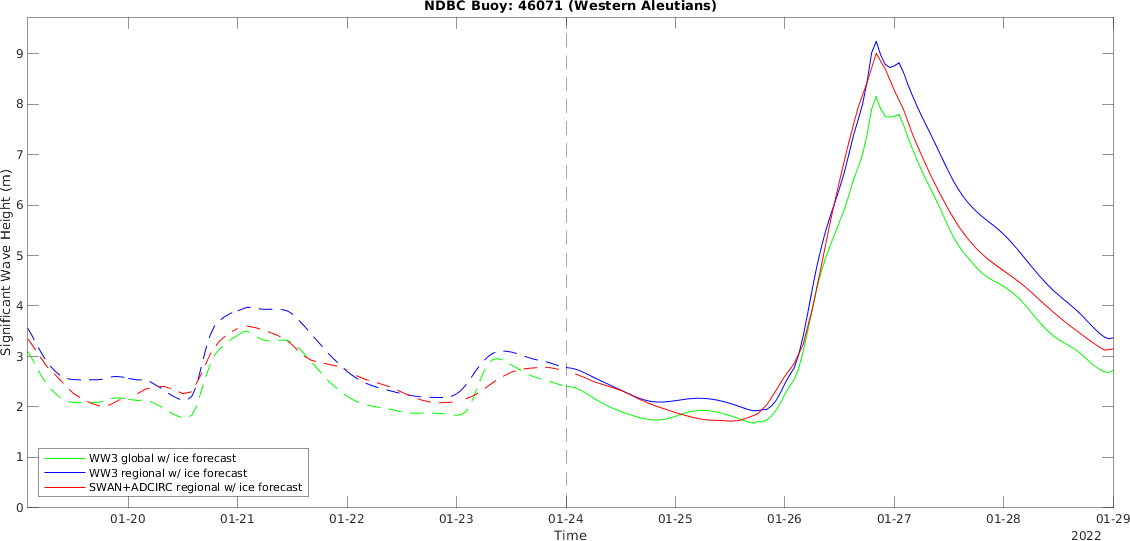 NDBC Buoy: 46071 (Western Aleutians)
Significant Wave Height (m)
9
8
7
6
5
4
3
2
1
0
WW3 global w/ ice forecast
WW3 regional w/ ice forecast
SWAN+ADCIRC regional w/ ice forecast
01-20 01-21 01-22 01-23 01-24 01-25 01-26 01-27 01-28 01-29
Time
2022